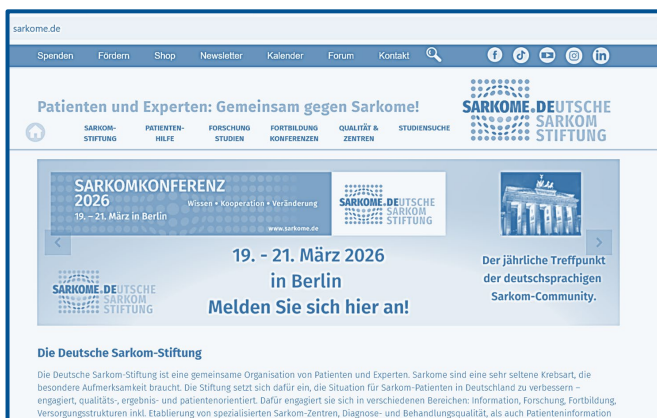 sarkome.de
Spenden Fördern Shop Newsletter Kalender Forum Kontakt
Patienten und Experten: Gemeinsam gegen Sarkome!
SARKOME.DEUTSCHE
SARKOM
STIFTUNG
SARKOM-
STIFTUNG
PATIENTEN-
HILFE
FORSCHUNG
STUDIEN
FORTBILDUNG
KONFERENZEN
QUALITÄT &
ZENTREN
STUDIENSUCHE
SARKOMKONFERENZ
2026
19. – 21. März in Berlin
Wissen • Kooperation • Veränderung
www.sarkome.de
SARKOME.DEUTSCHE
SARKOM
STIFTUNG
19. - 21. März 2026
in Berlin
Melden Sie sich hier an!
SARKOME.DEUTSCHE
SARKOM
STIFTUNG
Der jährliche Treffpunkt
der deutschsprachigen
Sarkom-Community.
Die Deutsche Sarkom-Stiftung
Die Deutsche Sarkom-Stiftung ist eine gemeinsame Organisation von Patienten und Experten. Sarkome sind eine sehr seltene Krebsart, die
besondere Aufmerksamkeit braucht. Die Stiftung setzt sich dafür ein, die Situation für Sarkom-Patienten in Deutschland zu verbessern –
engagiert, qualitäts-, ergebnis- und patientenorientiert. Dafür engagiert sie sich in verschiedenen Bereichen: Information, Forschung, Fortbildung,
Versorgungsstrukturen inkl. Etablierung von spezialisierten Sarkom-Zentren, Diagnose- und Behandlungsqualität, als auch Patienteninformation